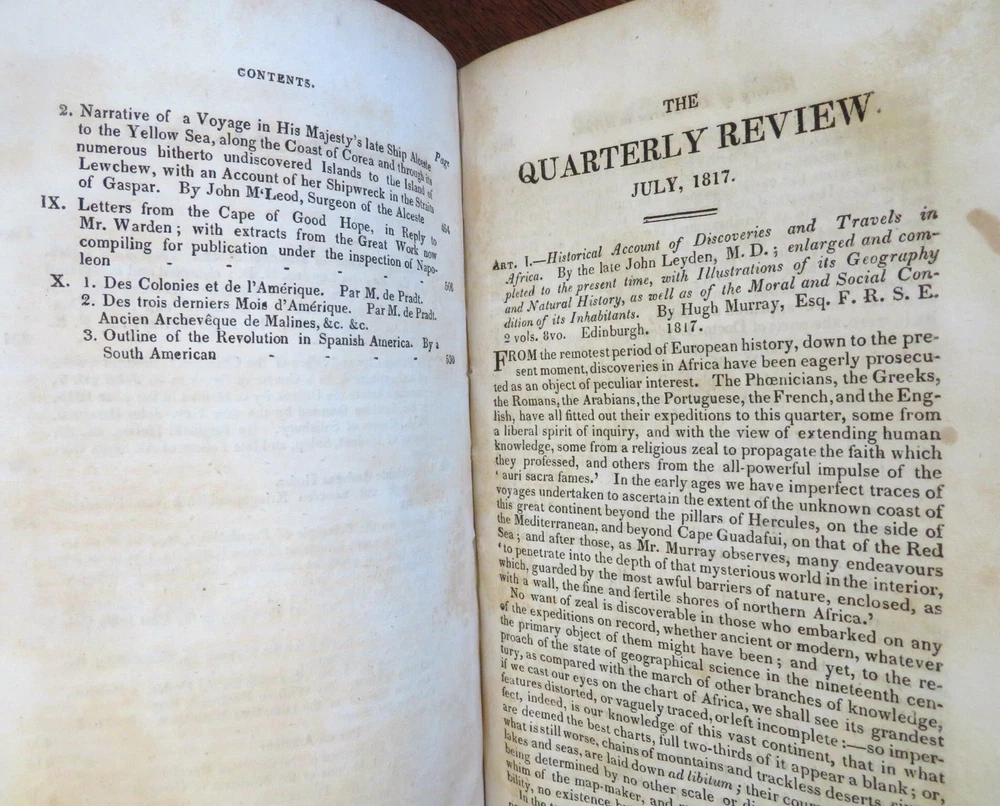 CONTENTS.
Page
2. Narrative of a Voyage in His Majesty's late Ship Alceste
to the Yellow Sea, along the Coast of Corea and through its
numerous hitherto undiscovered Islands to the Island of
Lewchew, with an Account of her Shipwreck in the Straits
of Gaspar. By John M'Leod, Surgeon of the Alceste 464
IX. Letters from the Cape of Good Hope, in Reply to
Mr. Warden; with extracts from the Great Work now
compiling for publication under the inspection of Napo-
leon - - - - - 506
X. 1. Des Colonies et de l'Amérique. Par M. de Pradt.
2. Des trois derniers Mois d'Amérique. Par M. de Pradt.
Ancien Archevêque de Malines, &c. &c.
3. Outline of the Revolution in Spanish America. By a
South American - - - - 530
THE
QUARTERLY REVIEW.
JULY, 1817.
ART. I.—Historical Account of Discoveries and Travels in
Africa. By the late John Leyden, M. D.; enlarged and com-
pleted to the present time, with Illustrations of its Geography
and Natural History, as well as of the Moral and Social Con-
dition of its Inhabitants. By Hugh Murray, Esq. F. R. S. E.
2 vols. 8vo. Edinburgh. 1817.
FROM the remotest period of European history, down to the pre-
sent moment, discoveries in Africa have been eagerly prosecu-
ted as an object of peculiar interest. The Phœnicians, the Greeks,
the Romans, the Arabians, the Portuguese, the French, and the Eng-
lish, have all fitted out their expeditions to this quarter, some from
a liberal spirit of inquiry, and with the view of extending human
knowledge, some from a religious zeal to propagate the faith which
they professed, and others from the all-powerful impulse of the
'auri sacra fames.' In the early ages we have imperfect traces of
voyages undertaken to ascertain the extent of the unknown coast of
this great continent beyond the pillars of Hercules, on the side of
the Mediterranean, and beyond Cape Guadafui, on that of the Red
Sea; and after those, as Mr. Murray observes, many endeavours
'to penetrate into the depth of that mysterious world in the interior,
which, guarded by the most awful barriers of nature, enclosed, as
with a wall, the fine and fertile shores of northern Africa.'
No want of zeal is discoverable in those who embarked on any
of the expeditions on record, whether ancient or modern, whatever
the primary object of them might have been; and yet, to the re-
proach of the state of geographical science in the nineteenth cen-
tury, as compared with the march of other branches of knowledge,
if we cast our eyes on the chart of Africa, we shall see its grandest
features distorted, or vaguely traced, or left incomplete:—so imper-
fect, indeed, is our knowledge of this vast continent, that in what
are deemed the best charts, full two-thirds of it appear a blank; or,
what is still worse, chains of mountains and trackless deserts,
lakes and seas, are laid down ad libitum; their
being determined by no other scale or
whim of the map-maker, and
bility, no existence
In the